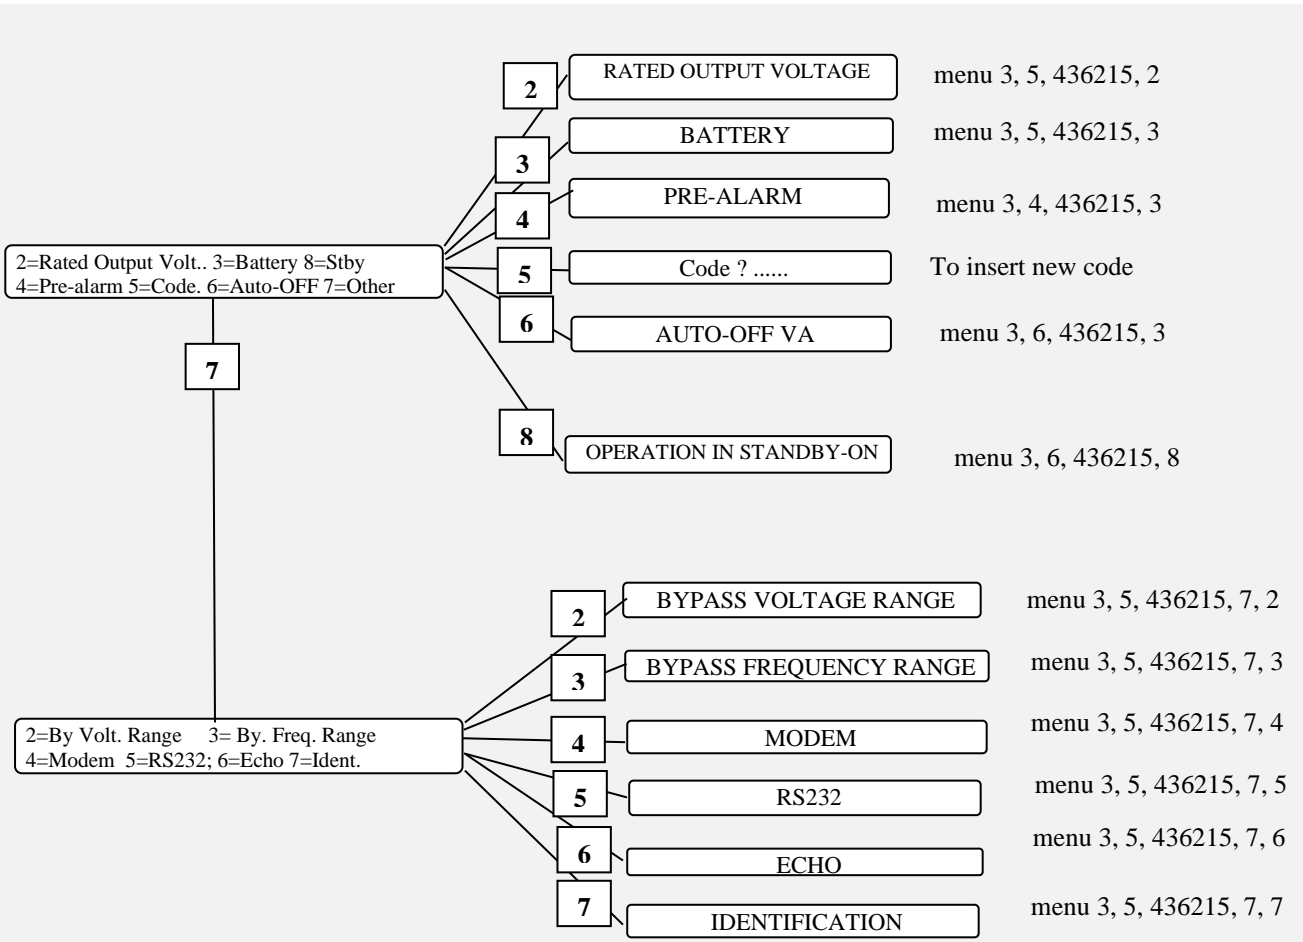 2
RATED OUTPUT VOLTAGE
menu 3, 5, 436215, 2
3
BATTERY
menu 3, 5, 436215, 3
4
PRE-ALARM
menu 3, 4, 436215, 3
2=Rated Output Volt.. 3=Battery 8=Stby
4=Pre-alarm 5=Code. 6=Auto-OFF 7=Other
5
Code ? ......
To insert new code
6
AUTO-OFF VA
menu 3, 6, 436215, 3
7
8
OPERATION IN STANDBY-ON
menu 3, 6, 436215, 8
2
BYPASS VOLTAGE RANGE
menu 3, 5, 436215, 7, 2
3
BYPASS FREQUENCY RANGE
menu 3, 5, 436215, 7, 3
2=By Volt. Range 3= By. Freq. Range
4=Modem 5=RS232; 6=Echo 7=Ident.
4
MODEM
menu 3, 5, 436215, 7, 4
5
RS232
menu 3, 5, 436215, 7, 5
6
ECHO
menu 3, 5, 436215, 7, 6
7
IDENTIFICATION
menu 3, 5, 436215, 7, 7